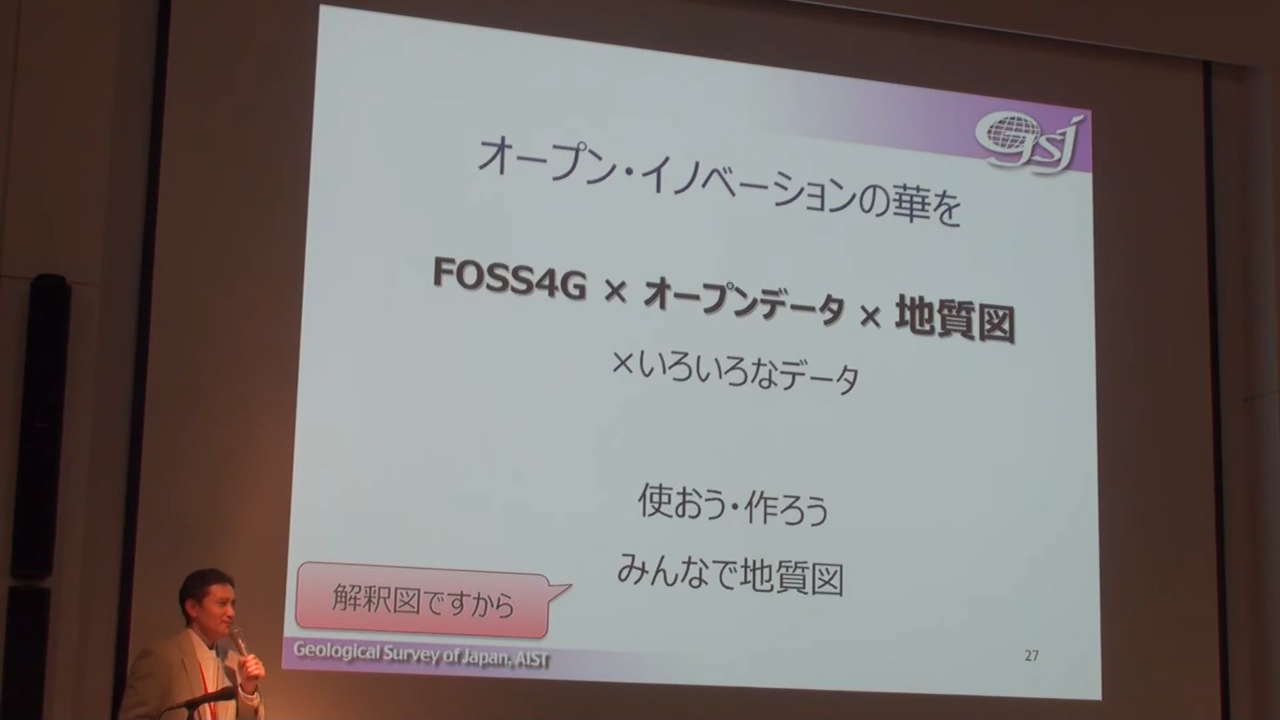 gsj
オープン・イノベーションの華を
FOSS4G × オープンデータ × 地質図
×いろいろなデータ
使おう・作ろう
みんなで地質図
解釈図ですから
Geological Survey of Japan, AIST
27